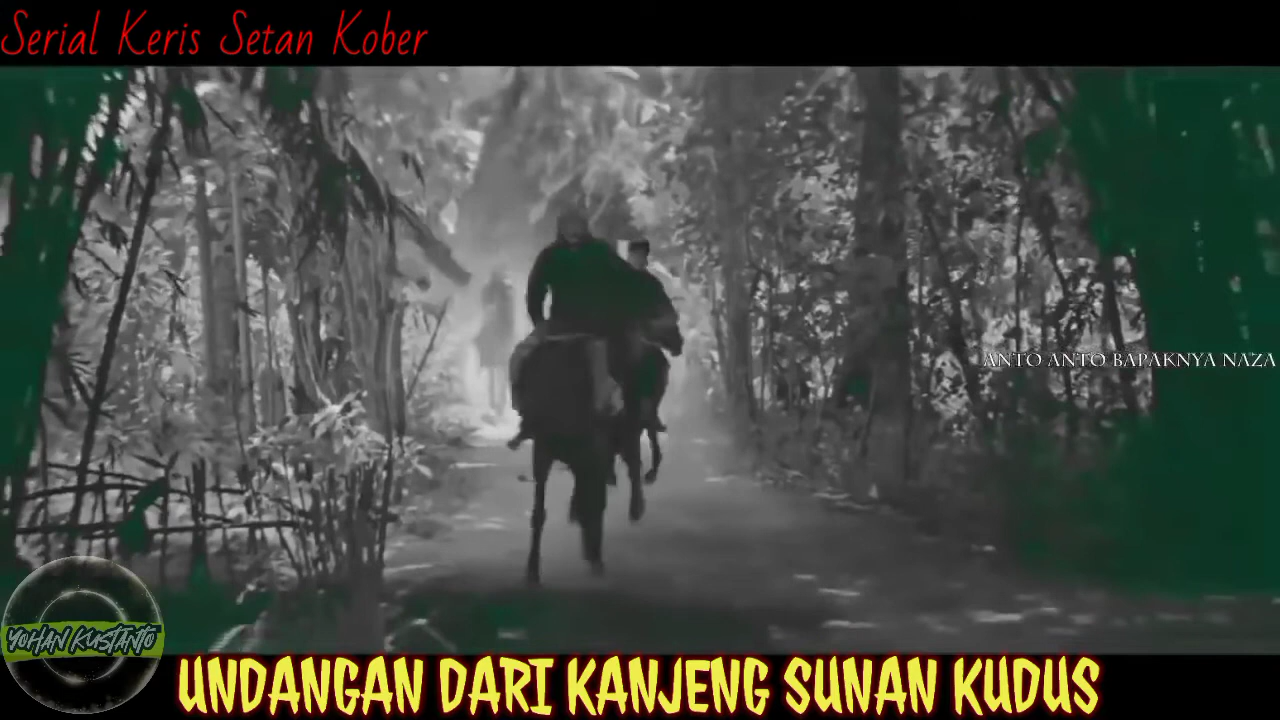 Serial Keris Setan Kober
ANTO ANTO BAPAKNYA NAZA
YOHAN KUSTANTO
UNDANGAN DARI KANJENG SUNAN KUDUS